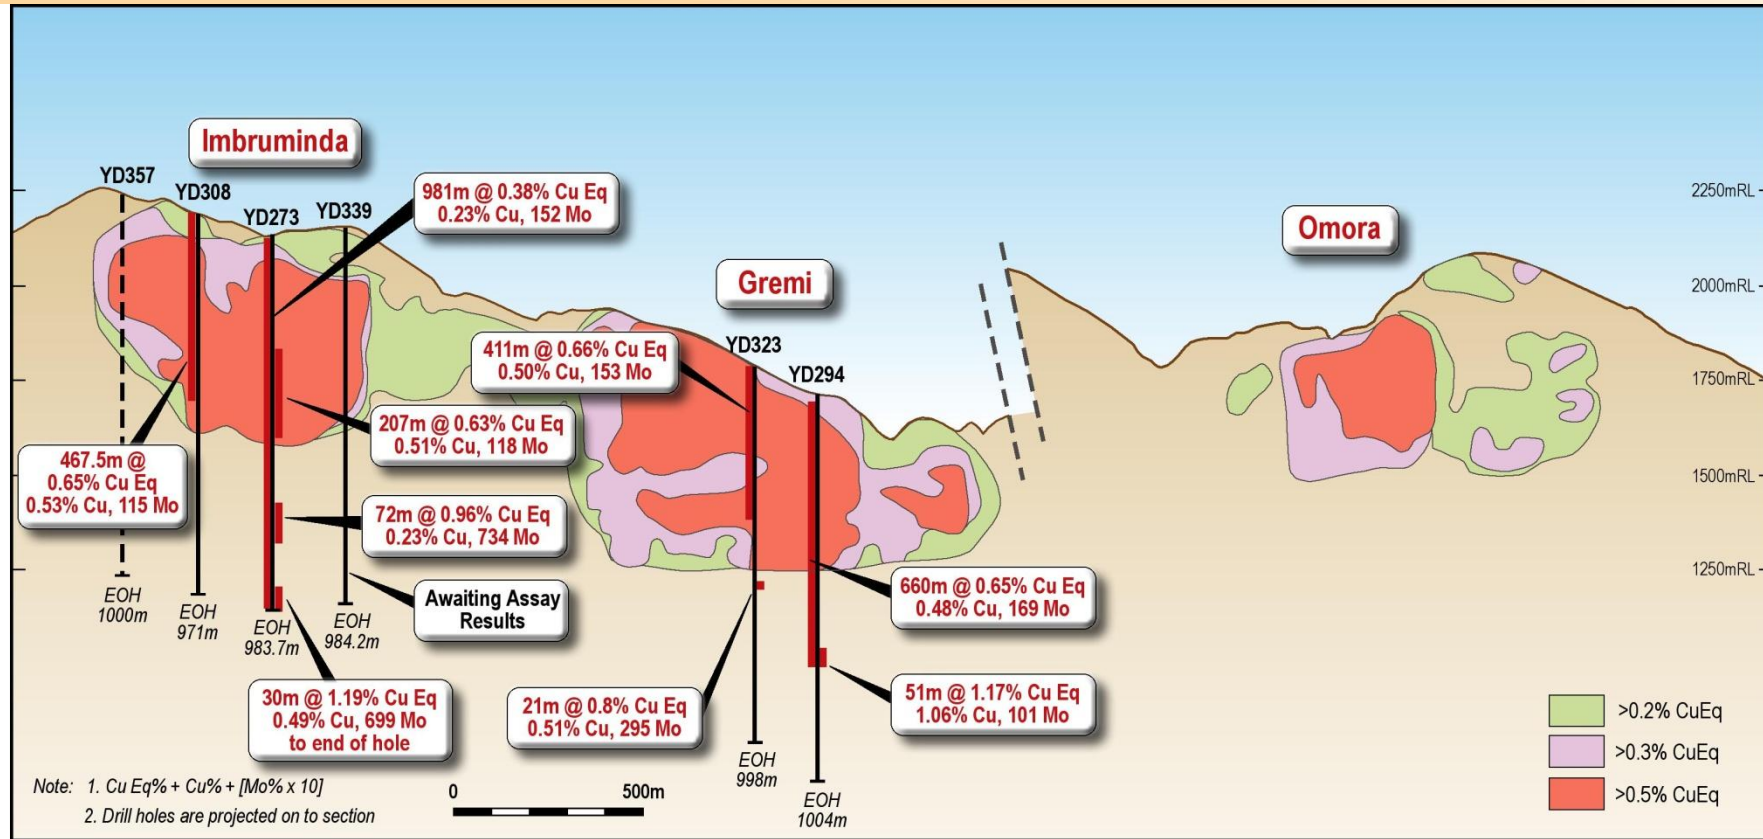 Imbruminda
YD357
YD308
YD273
YD339
981m @ 0.38% Cu Eq
0.23% Cu, 152 Mo
2250mRL
Omora
Gremi
2000mRL
YD323
YD294
411m @ 0.66% Cu Eq
0.50% Cu, 153 Mo
1750mRL
207m @ 0.63% Cu Eq
0.51% Cu, 118 Mo
467.5m @
0.65% Cu Eq
0.53% Cu, 115 Mo
1500mRL
72m @ 0.96% Cu Eq
0.23% Cu, 734 Mo
1250mRL
EOH
1000m
EOH
971m
EOH
983.7m
EOH
984.2m
Awaiting Assay
Results
660m @ 0.65% Cu Eq
0.48% Cu, 169 Mo
30m @ 1.19% Cu Eq
0.49% Cu, 699 Mo
to end of hole
21m @ 0.8% Cu Eq
0.51% Cu, 295 Mo
51m @ 1.17% Cu Eq
1.06% Cu, 101 Mo
EOH
998m
EOH
1004m
>0.2% CuEq
>0.3% CuEq
>0.5% CuEq
Note: 1. Cu Eq% + Cu% + [Mo% x 10]
2. Drill holes are projected on to section
0 500m